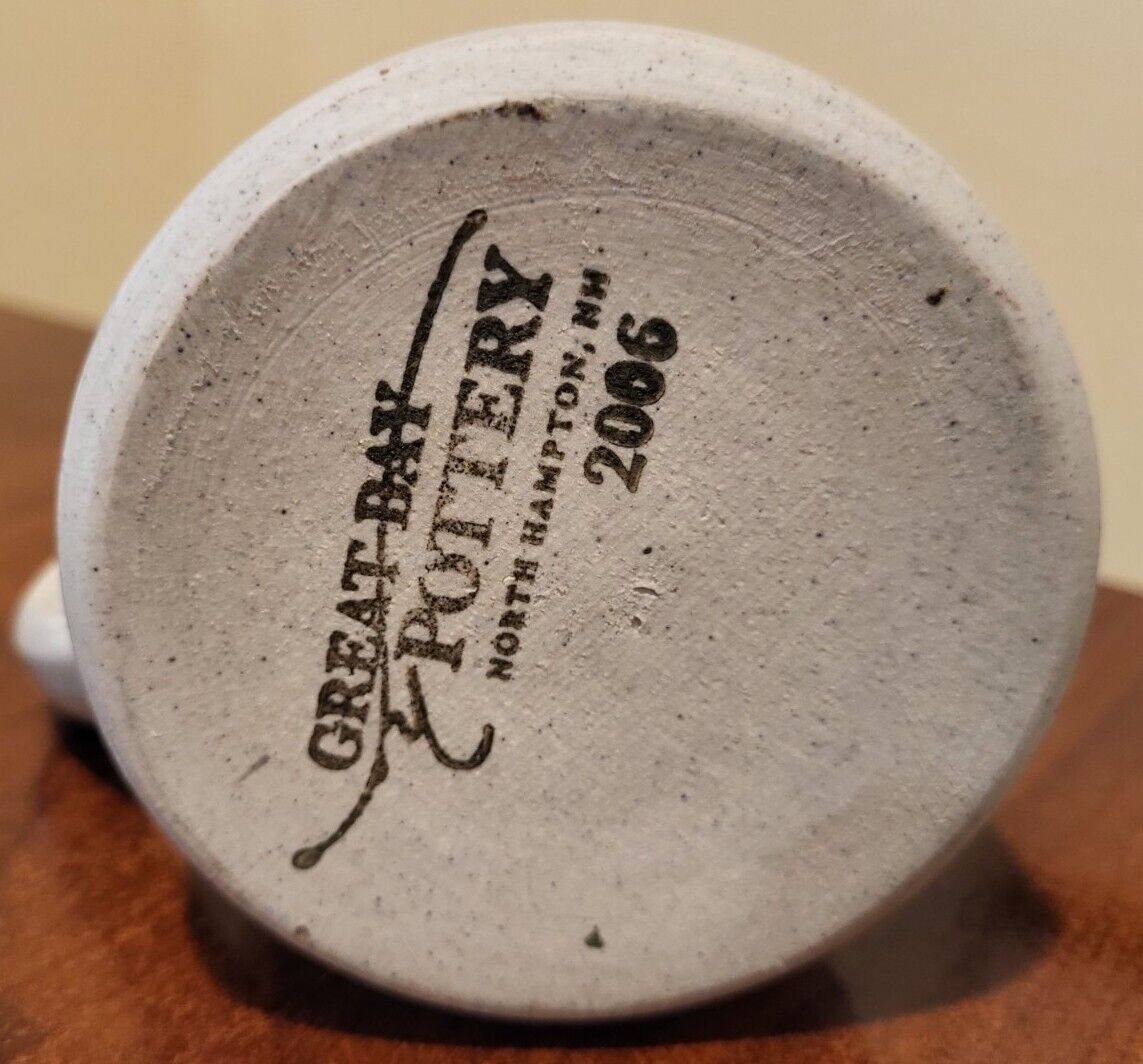 GREAT BAY
POTTERY
NORTH HAMPTON, NH
2006